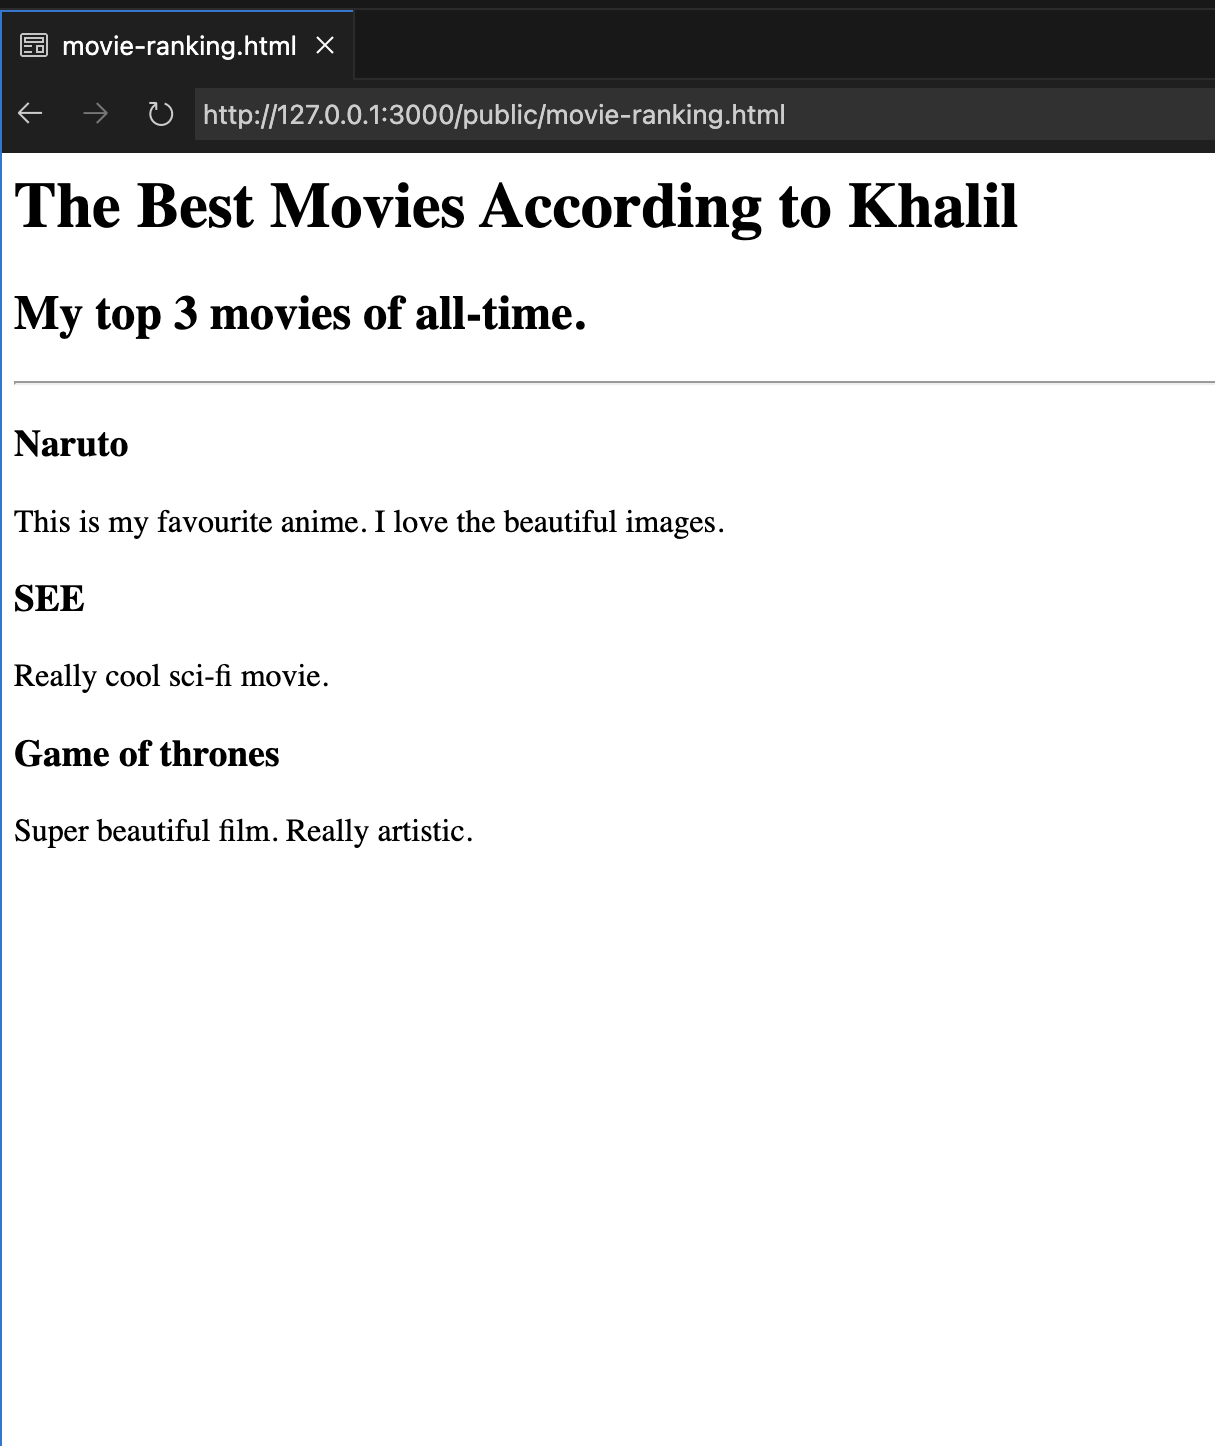 movie-ranking.html
http://127.0.0.1:3000/public/movie-ranking.html
The Best Movies According to Khalil
My top 3 movies of all-time.
Naruto
This is my favourite anime. I love the beautiful images.
SEE
Really cool sci-fi movie.
Game of thrones
Super beautiful film. Really artistic.